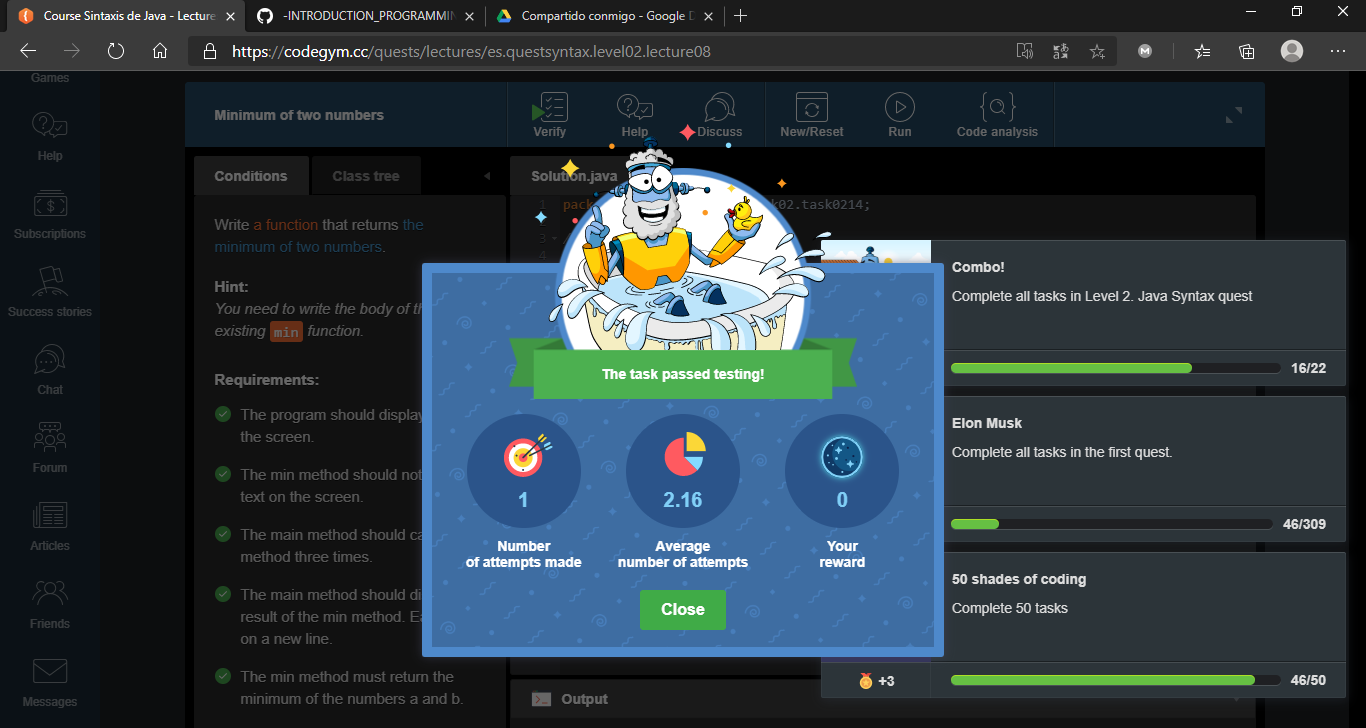 Course Sintaxis de Java - Lecture
-INTRODUCTION_PROGRAMMIN
Compartido conmigo - Google D
https://codegym.cc/quests/lectures/es.questsyntax.level02.lecture08
Games
Help
Subscriptions
Success stories
Chat
Forum
Articles
Friends
Messages
Minimum of two numbers
Verify
Help
Discuss
New/Reset
Run
Code analysis
Conditions
Class tree
Solution.java
Write a function that returns the
minimum of two numbers.
Hint:
You need to write the body of th
existing min function.
Requirements:
The program should display
the screen.
The min method should not
text on the screen.
The main method should ca
method three times.
The main method should di
result of the min method. Ea
on a new line.
The min method must return the
minimum of the numbers a and b.
1 pack
k02.task0214;
3
4
Output
The task passed testing!
1
Number
of attempts made
2.16
Average
number of attempts
0
Your
reward
Close
Combo!
Complete all tasks in Level 2. Java Syntax quest
16/22
Elon Musk
Complete all tasks in the first quest.
46/309
50 shades of coding
Complete 50 tasks
+3
46/50